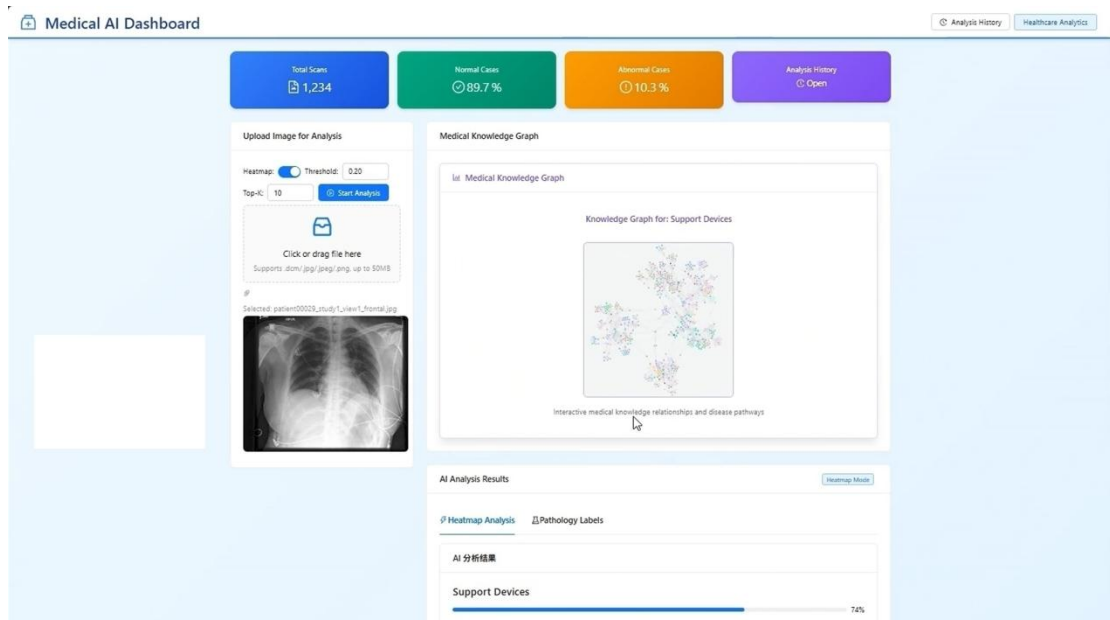 Medical AI Dashboard
Analysis History
Healthcare Analytics
Total Scans
1,234
Normal Cases
89.7 %
Abnormal Cases
10.3 %
Analysis History
Open
Upload Image for Analysis
Heatmap:
Threshold: 0.20
Top-K: 10
Start Analysis
Click or drag file here
Supports .dcm/.jpg/.jpeg/.png, up to 50MB
Selected: patient00029_study1_view1_frontal.jpg
Medical Knowledge Graph
Medical Knowledge Graph
Knowledge Graph for: Support Devices
Interactive medical knowledge relationships and disease pathways
AI Analysis Results
Heatmap Mode
Heatmap Analysis
Pathology Labels
AI 分析结果
Support Devices
74%